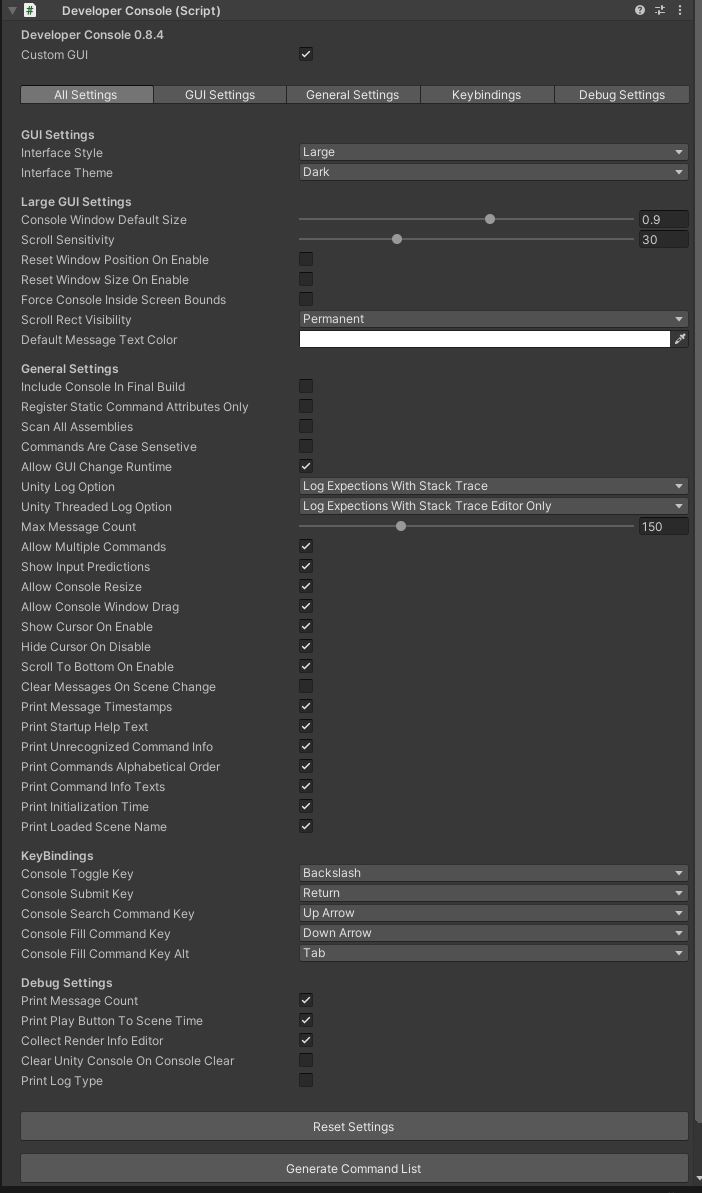 Developer Console (Script)
Developer Console 0.8.4
Custom GUI
All Settings GUI Settings General Settings Keybindings Debug Settings
GUI Settings
Interface Style Large
Interface Theme Dark
Large GUI Settings
Console Window Default Size 0.9
Scroll Sensitivity 30
Reset Window Position On Enable
Reset Window Size On Enable
Force Console Inside Screen Bounds
Scroll Rect Visibility Permanent
Default Message Text Color
General Settings
Include Console In Final Build
Register Static Command Attributes Only
Scan All Assemblies
Commands Are Case Sensetive
Allow GUI Change Runtime
Unity Log Option Log Expections With Stack Trace
Unity Threaded Log Option Log Expections With Stack Trace Editor Only
Max Message Count 150
Allow Multiple Commands
Show Input Predictions
Allow Console Resize
Allow Console Window Drag
Show Cursor On Enable
Hide Cursor On Disable
Scroll To Bottom On Enable
Clear Messages On Scene Change
Print Message Timestamps
Print Startup Help Text
Print Unrecognized Command Info
Print Commands Alphabetical Order
Print Command Info Texts
Print Initialization Time
Print Loaded Scene Name
KeyBindings
Console Toggle Key Backslash
Console Submit Key Return
Console Search Command Key Up Arrow
Console Fill Command Key Down Arrow
Console Fill Command Key Alt Tab
Debug Settings
Print Message Count
Print Play Button To Scene Time
Collect Render Info Editor
Clear Unity Console On Console Clear
Print Log Type
Reset Settings
Generate Command List